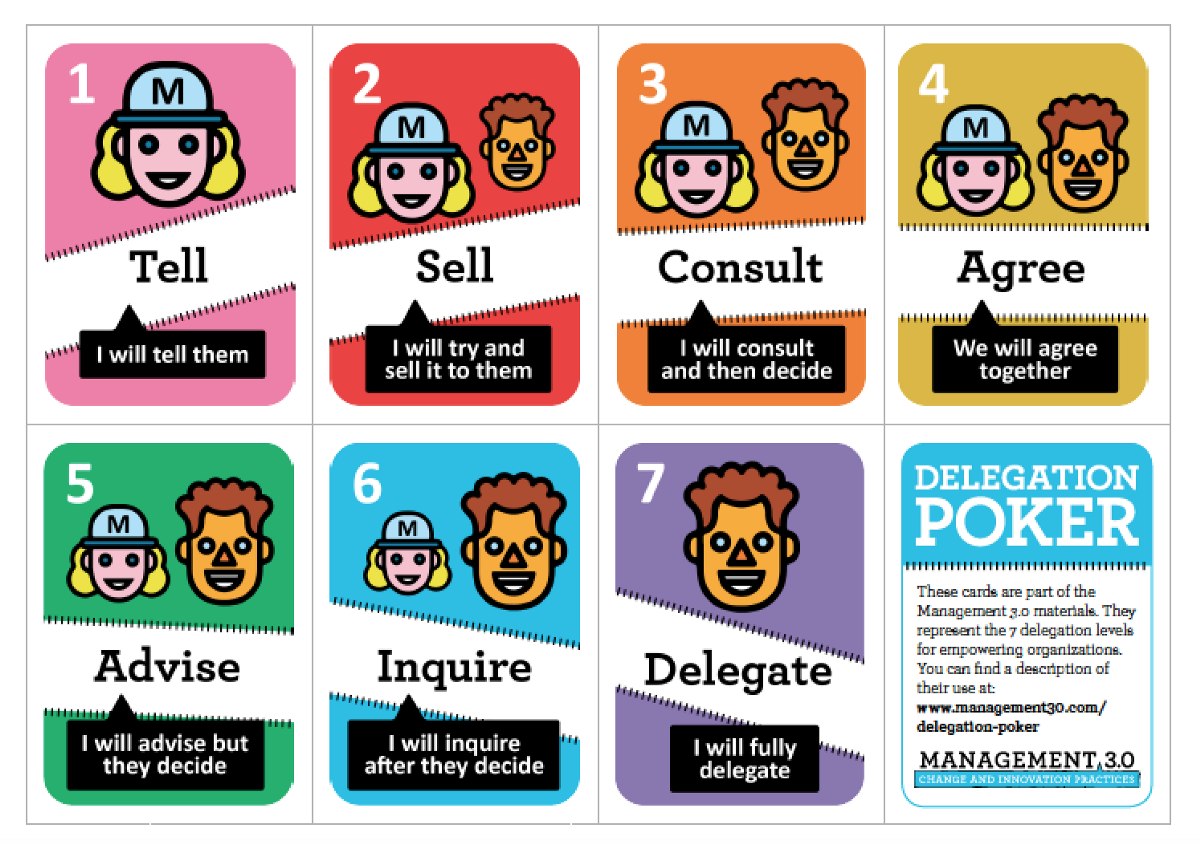 1
M
Tell
I will tell them
2
M
Sell
I will try and
sell it to them
3
M
Consult
I will consult
and then decide
4
M
Agree
We will agree
together
5
M
Advise
I will advise but
they decide
6
M
Inquire
I will inquire
after they decide
7
Delegate
I will fully
delegate
DELEGATION
POKER
These cards are part of the
Management 3.0 materials. They
represent the 7 delegation levels
for empowering organizations.
You can find a description of
their use at:
www.management30.com/
delegation-poker
MANAGEMENT 3.0
CHANGE AND INNOVATION PRACTICES